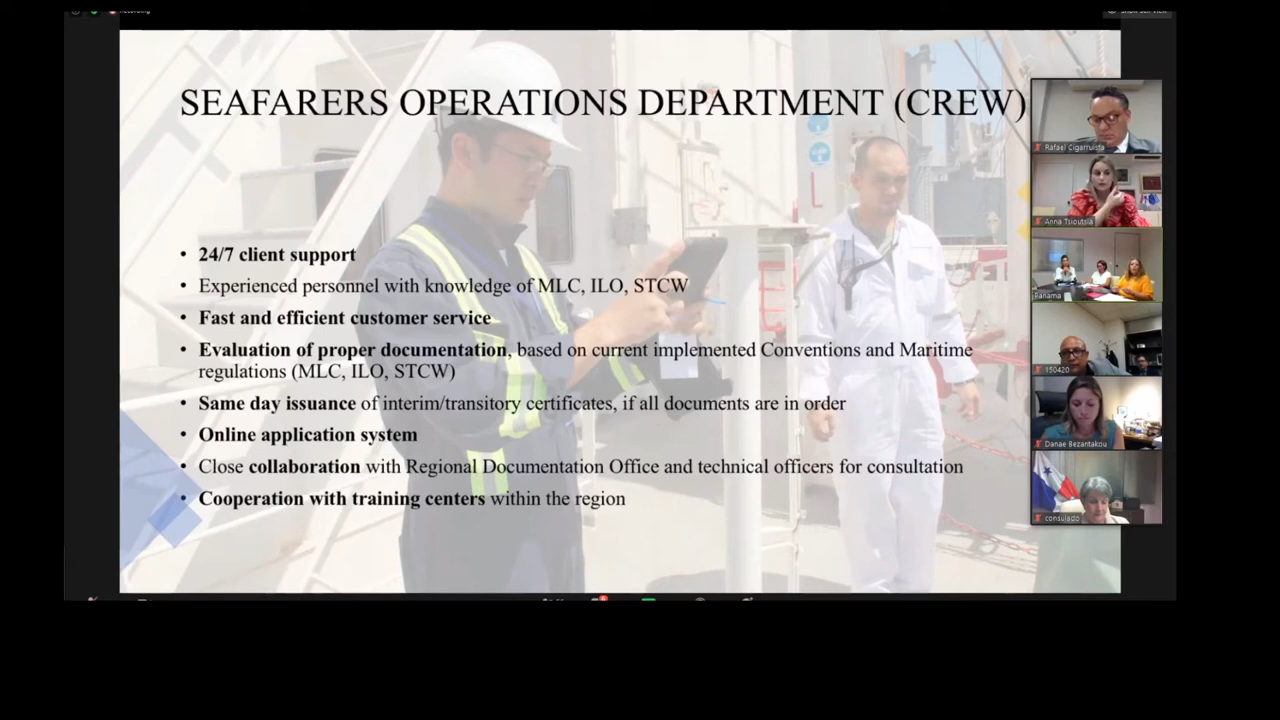 SEAFARERS OPERATIONS DEPARTMENT (CREW)
• 24/7 client support
• Experienced personnel with knowledge of MLC, ILO, STCW
• Fast and efficient customer service
• Evaluation of proper documentation, based on current implemented Conventions and Maritime
regulations (MLC, ILO, STCW)
• Same day issuance of interim/transitory certificates, if all documents are in order
• Online application system
• Close collaboration with Regional Documentation Office and technical officers for consultation
• Cooperation with training centers within the region
Rafael Cigarruista
Anna Tsioutsia
Panama
150420
Danae Bezantakou
consulado